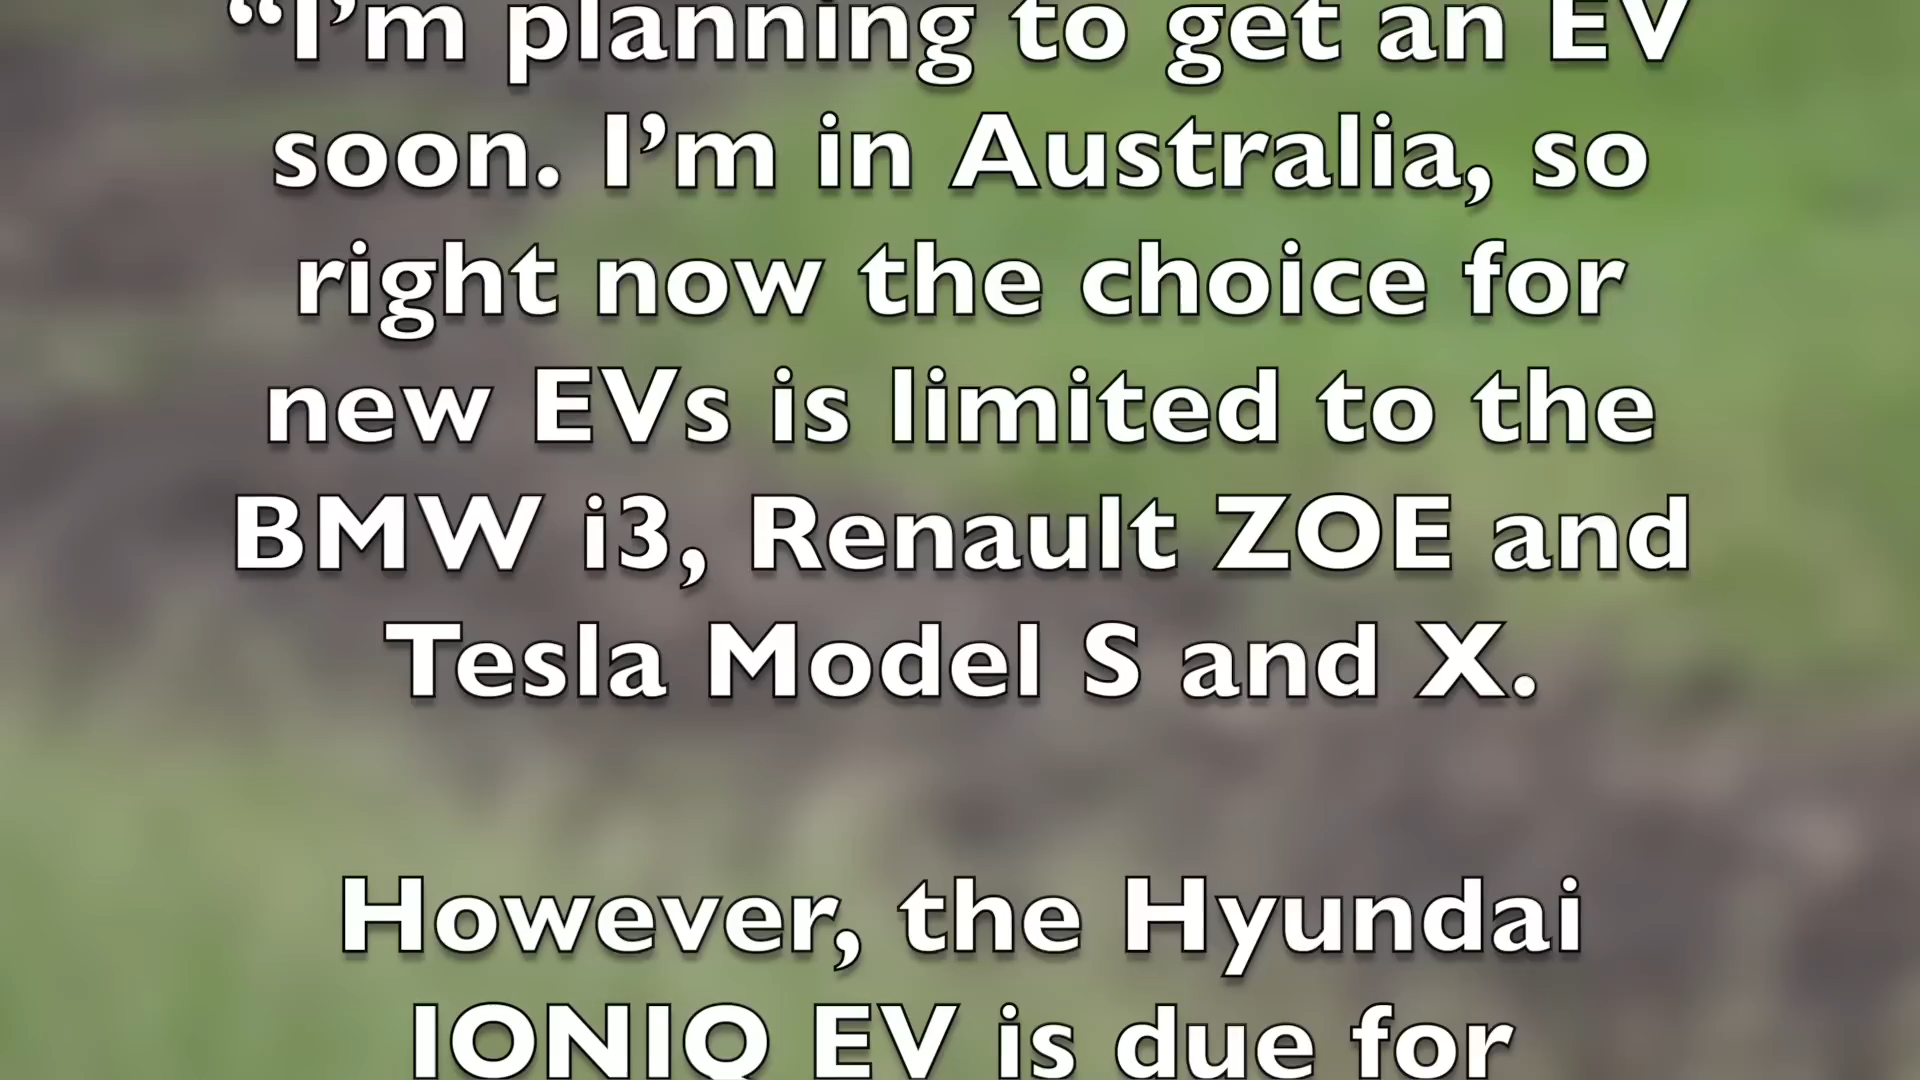 “I’m planning to get an EV
soon. I’m in Australia, so
right now the choice for
new EVs is limited to the
BMW i3, Renault ZOE and
Tesla Model S and X.
However, the Hyundai
IONIQ EV is due for